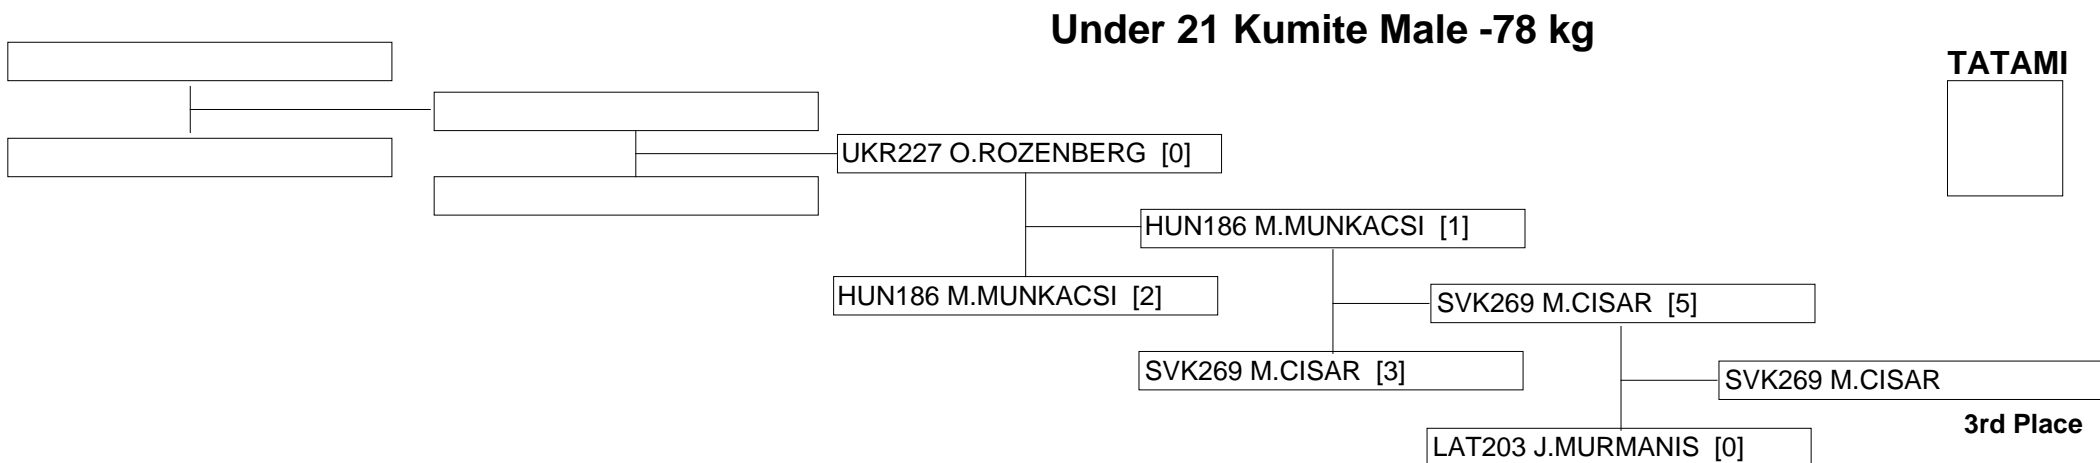 Under 21 Kumite Male -78 kg
TATAMI
UKR227 O.ROZENBERG [0]
HUN186 M.MUNKACSI [1]
HUN186 M.MUNKACSI [2]
SVK269 M.CISAR [5]
SVK269 M.CISAR [3]
SVK269 M.CISAR
3rd Place
LAT203 J.MURMANIS [0]